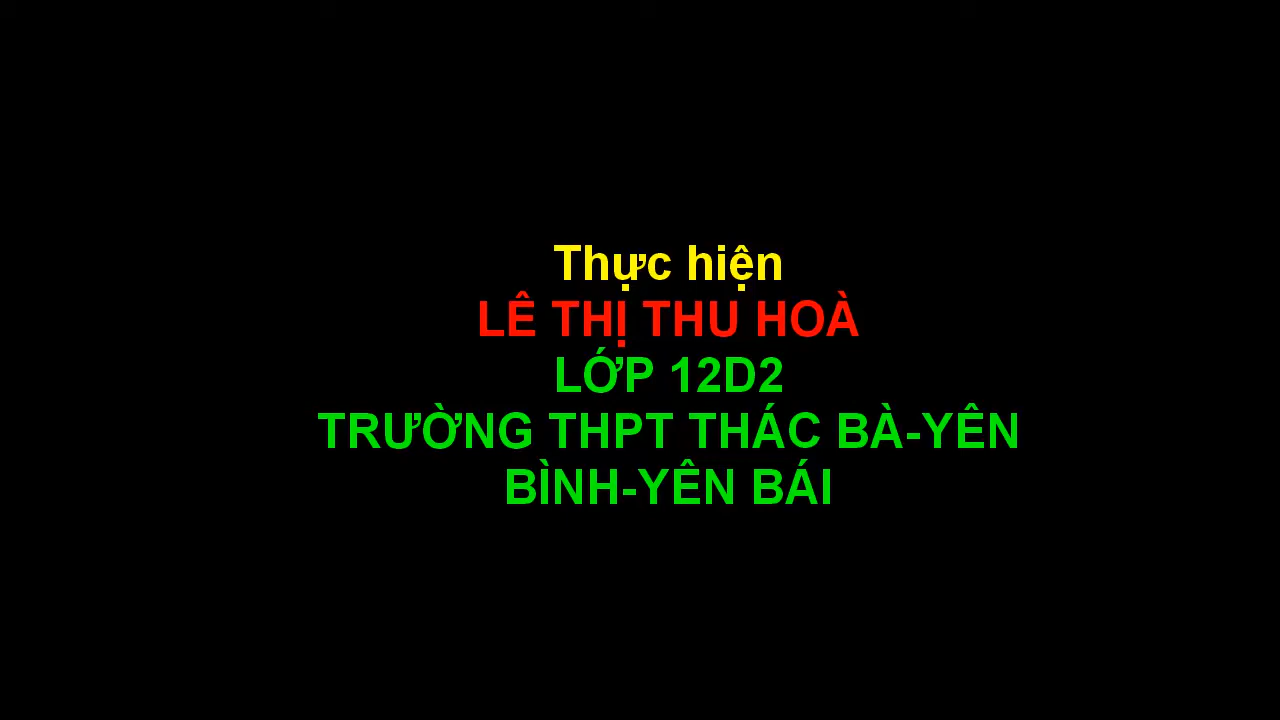 Thực hiện
LÊ THỊ THU HOÀ
LỚP 12D2
TRƯỜNG THPT THÁC BÀ-YÊN
BÌNH-YÊN BÁI